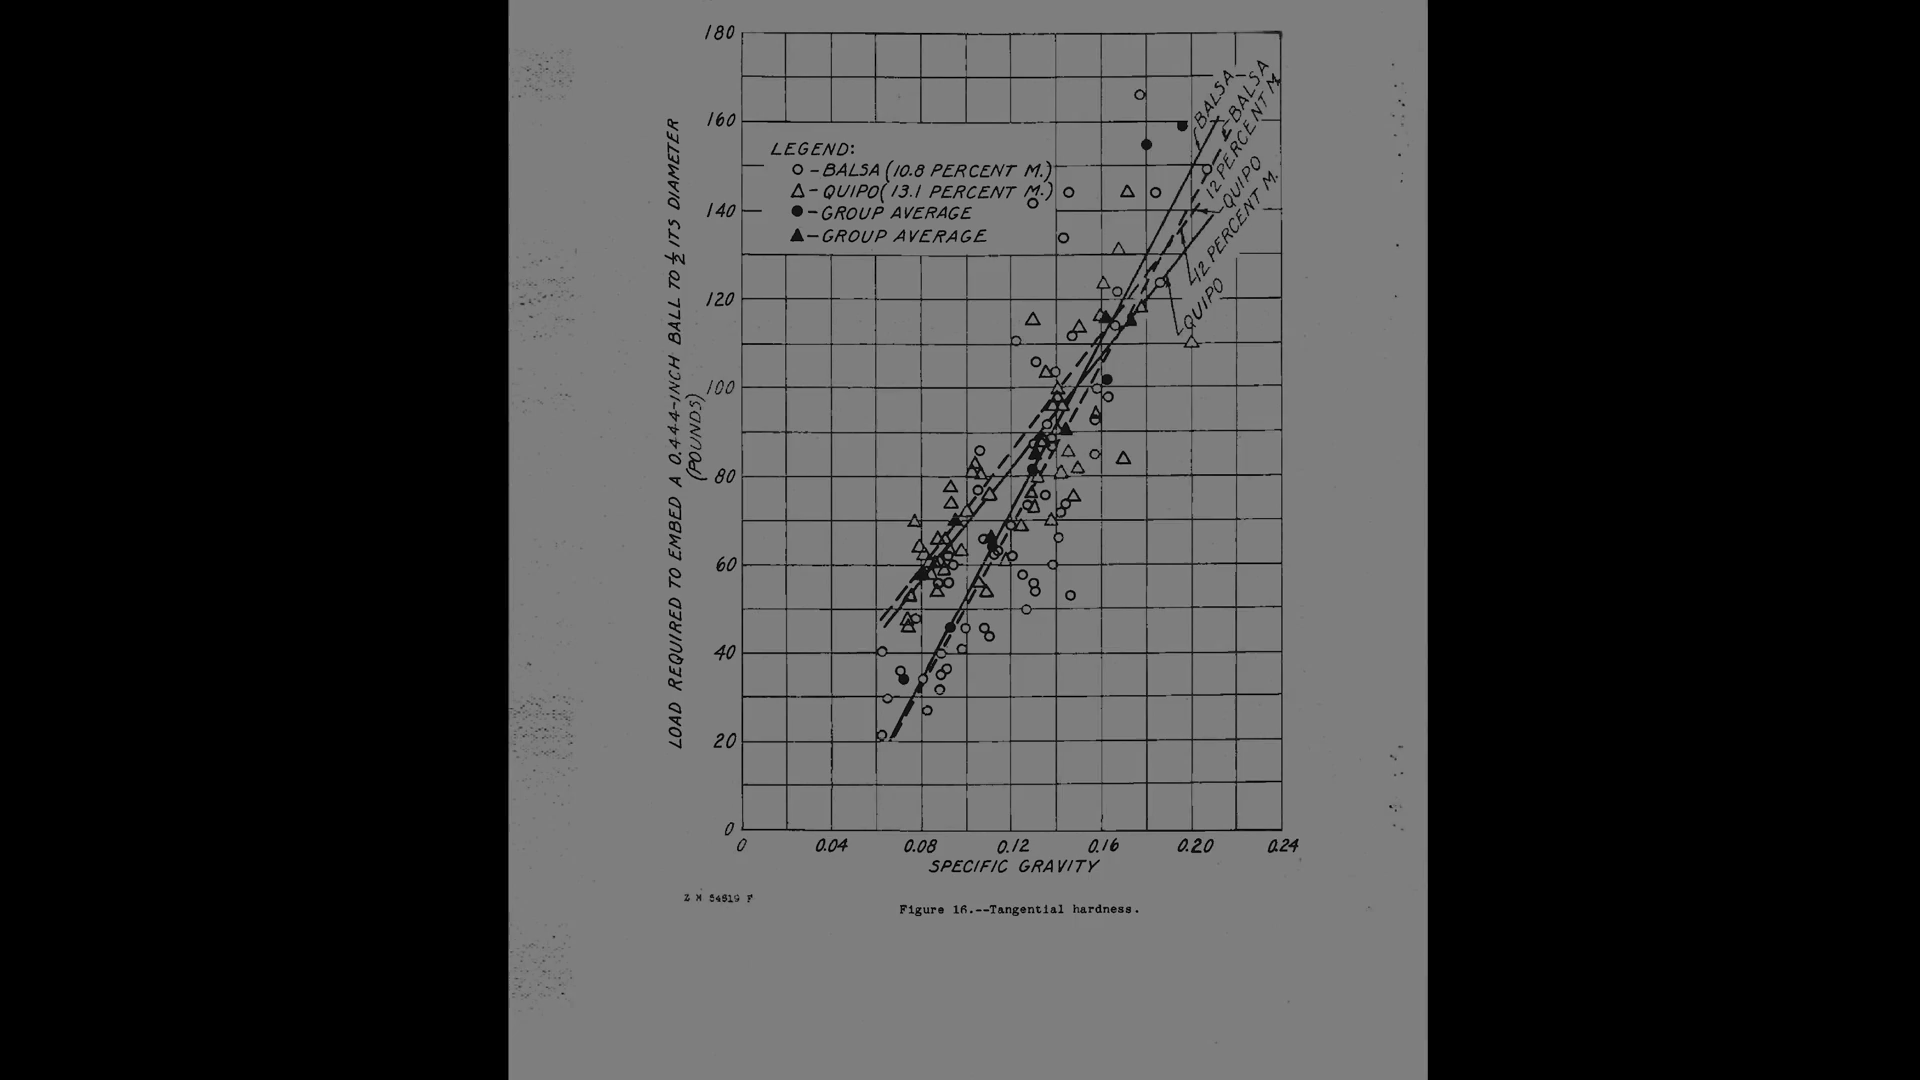 180
160
140
120
100
80
60
40
20
0
LOAD REQUIRED TO EMBED A 0.444-INCH BALL TO 1/2 ITS DIAMETER
(POUNDS)
LEGEND:
○ - BALSA (10.8 PERCENT M.)
△ - QUIPO (13.1 PERCENT M.)
● - GROUP AVERAGE
▲ - GROUP AVERAGE
BALSA
BALSA
12 PERCENT M.
QUIPO
12 PERCENT M.
QUIPO
0 0.04 0.08 0.12 0.16 0.20 0.24
SPECIFIC GRAVITY
Z M 54619 F
Figure 16.--Tangential hardness.